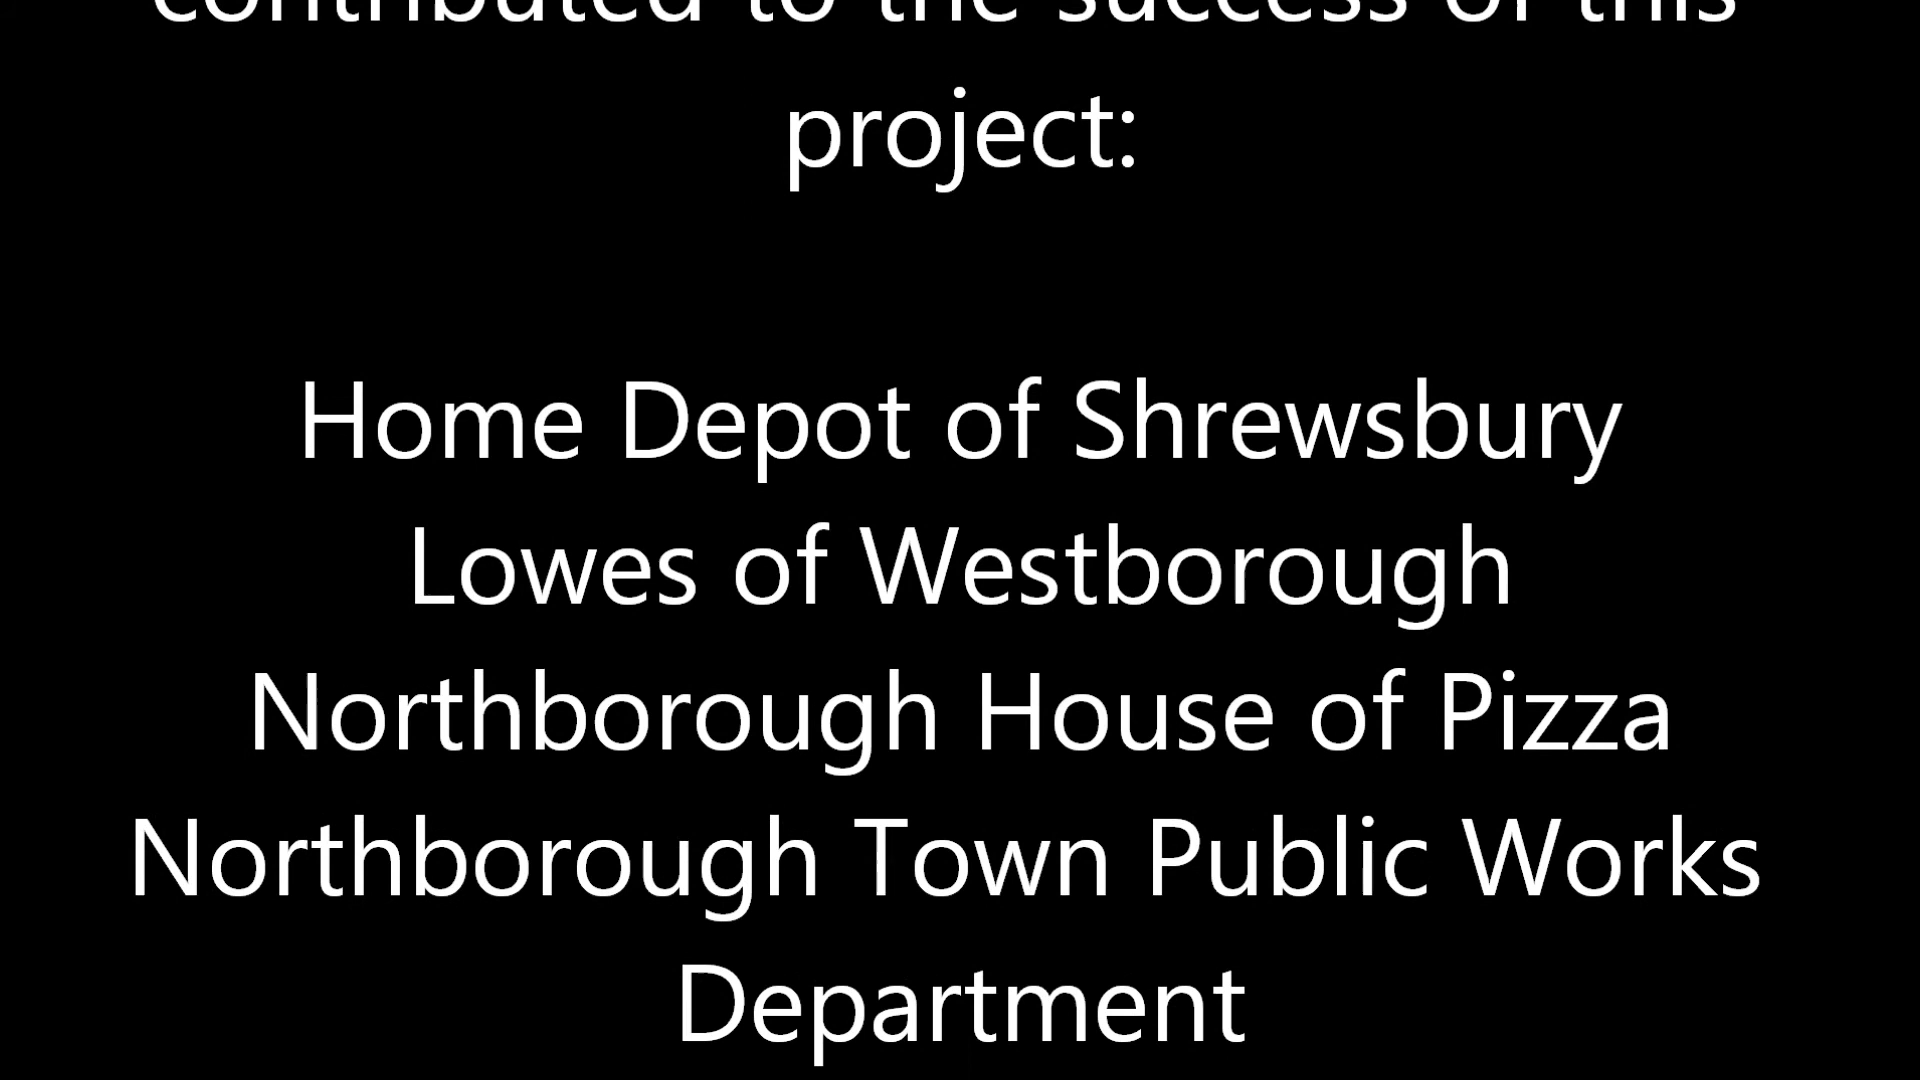 contributed to the success of this
project:
Home Depot of Shrewsbury
Lowes of Westborough
Northborough House of Pizza
Northborough Town Public Works
Department